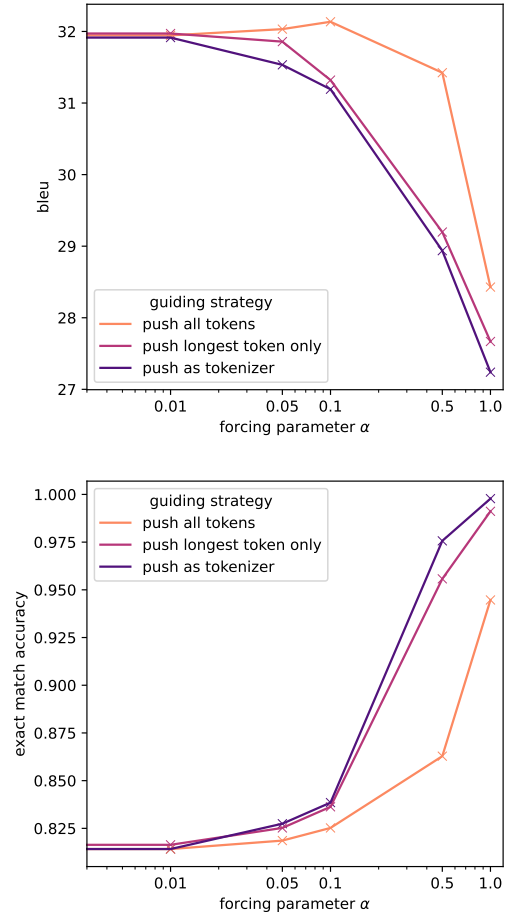 32
31
30
29
28
27
bleu
guiding strategy
push all tokens
push longest token only
push as tokenizer
0.01 0.05 0.1 0.5 1.0
forcing parameter α
1.000
0.975
0.950
0.925
0.900
0.875
0.850
0.825
exact match accuracy
guiding strategy
push all tokens
push longest token only
push as tokenizer
0.01 0.05 0.1 0.5 1.0
forcing parameter α